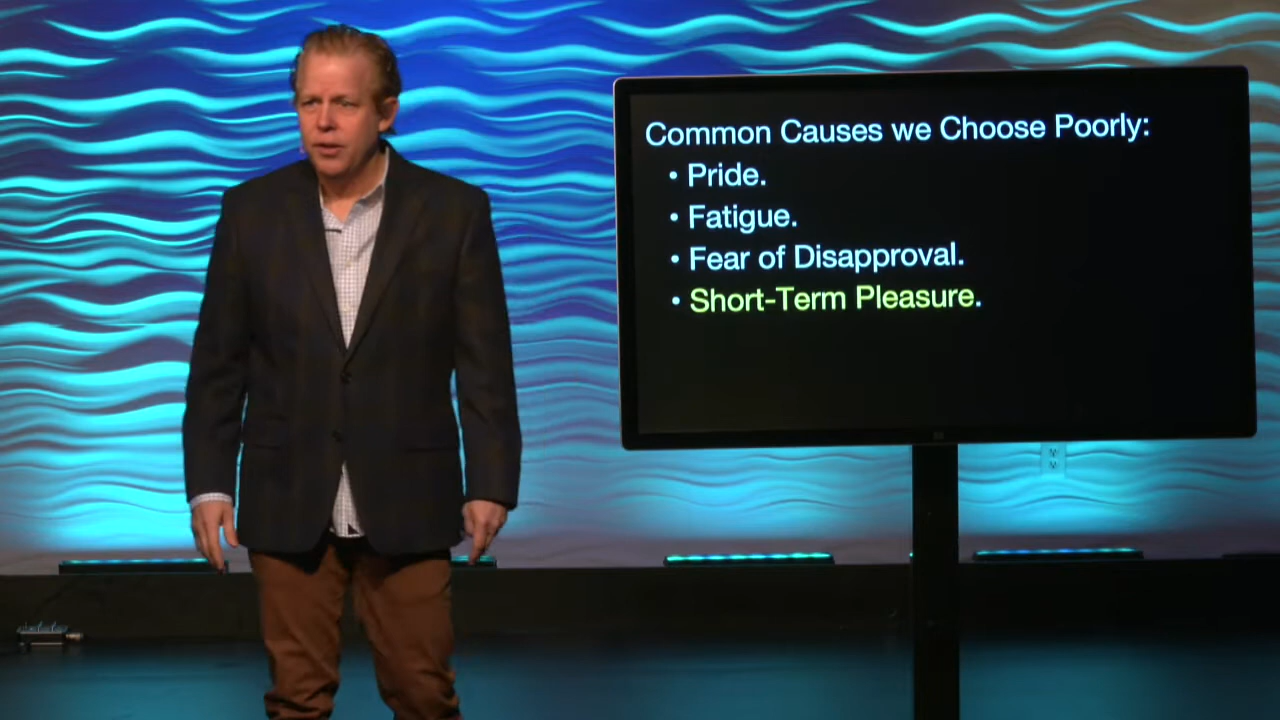 Common Causes we Choose Poorly:
• Pride.
• Fatigue.
• Fear of Disapproval.
• Short-Term Pleasure.